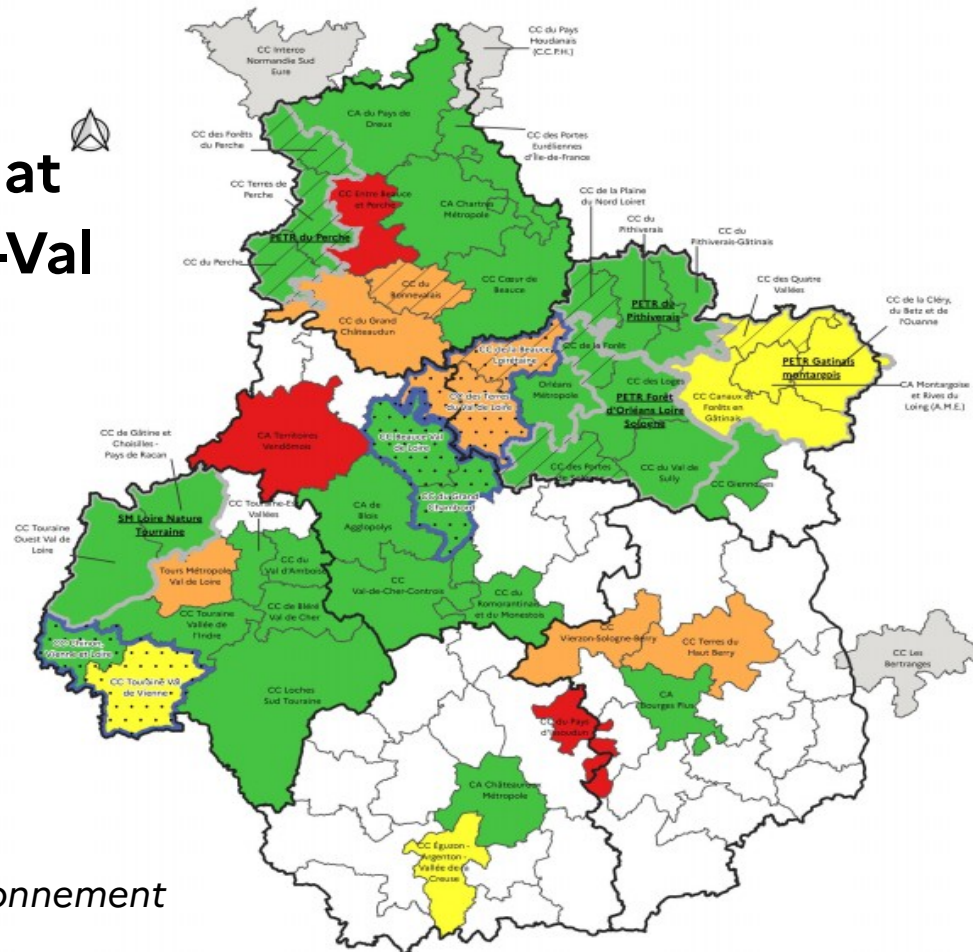 at
-Val
onnement
CC Interco
Normandie Sud
Eure
CC du Pays
Houdanais
(C.C.P.H.)
CA du Pays de
Dreux
CC des Forêts
du Perche
CC des Portes
Euréliennes
d'Île-de-France
CC Terres de
Perche
CC Entre Beauce
et Perche
CA Chartres
Métropole
CC de la Plaine
du Nord Loiret
CC du
Pithiverais
CC du
Pithiverais-Gâtinais
PETR du Perche
CC du Perche
CC Cœur de
Beauce
CC du
Bonnevalais
CC des Quatre
Vallées
CC de la Cléry,
du Betz et de
l'Ouanne
PETR du
Pithiverais
CC du Grand
Châteaudun
CC de la Beauce
Loirétaine
CC de la Forêt
PETR Gatinais
montargois
CC des Terres
du Val de Loire
Orléans
Métropole
CC des Loges
PETR Forêt
d'Orléans Loire
Sologne
CC Canaux et
Forêts en
Gâtinais
CA Montargoise
et Rives du
Loing (A.M.E.)
CA Territoires
Vendômois
CC Beauce Val
de Loire
CC de Gâtine et
Choisilles -
Pays de Racan
CC des Portes
CC du Val de
Sully
CC Giennoises
CC du Grand
Chambord
CC Touraine-Est
Vallées
CA de
Blois
Agglopolys
CC Touraine
Ouest Val de
Loire
SM Loire Nature
Tourraine
Tours Métropole
Val de Loire
CC du
Val d'Amboise
CC
Val-de-Cher-Controis
CC du
Romorantinais
et du Monestois
CC de Bléré
Val de Cher
CC Touraine
Vallée de
l'Indre
CC
Vierzon-Sologne-Berry
CC Terres du
Haut Berry
CC Chinon,
Vienne et Loire
CC Les
Bertranges
CC Touraine Val
de Vienne
CC Loches
Sud Touraine
CA
Bourges Plus
CC du Pays
d'Issoudun
CA Châteauroux
Métropole
CC Éguzon -
Argenton -
Vallée de la
Creuse